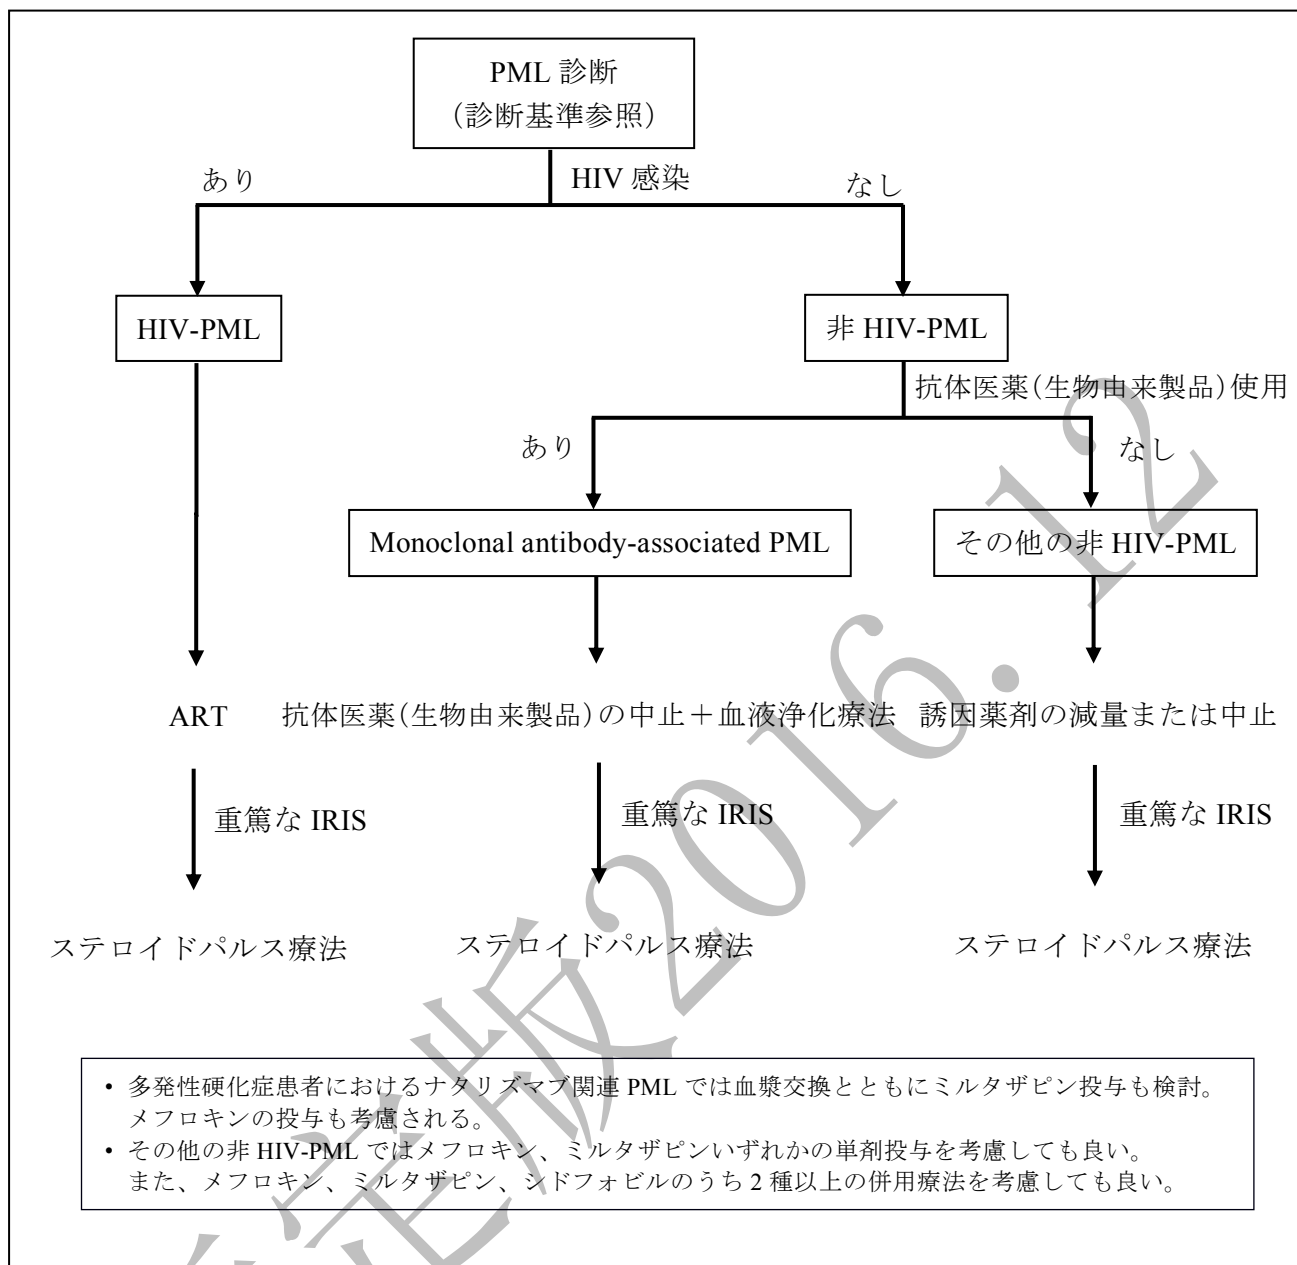 PML 診断
(診断基準参照)
HIV 感染
あり
なし
HIV-PML
非 HIV-PML
抗体医薬(生物由来製品)使用
あり
なし
Monoclonal antibody-associated PML
その他の非 HIV-PML
ART
抗体医薬(生物由来製品)の中止+血液浄化療法
誘因薬剤の減量または中止
重篤な IRIS
重篤な IRIS
重篤な IRIS
ステロイドパルス療法
ステロイドパルス療法
ステロイドパルス療法
・ 多発性硬化症患者におけるナタリズマブ関連 PML では血漿交換とともにミルタザピン投与も検討。
メフロキンの投与も考慮される。
・ その他の非 HIV-PML ではメフロキン、ミルタザピンいずれかの単剤投与を考慮しても良い。
また、メフロキン、ミルタザピン、シドフォビルのうち 2 種以上の併用療法を考慮しても良い。
定版2016. 12